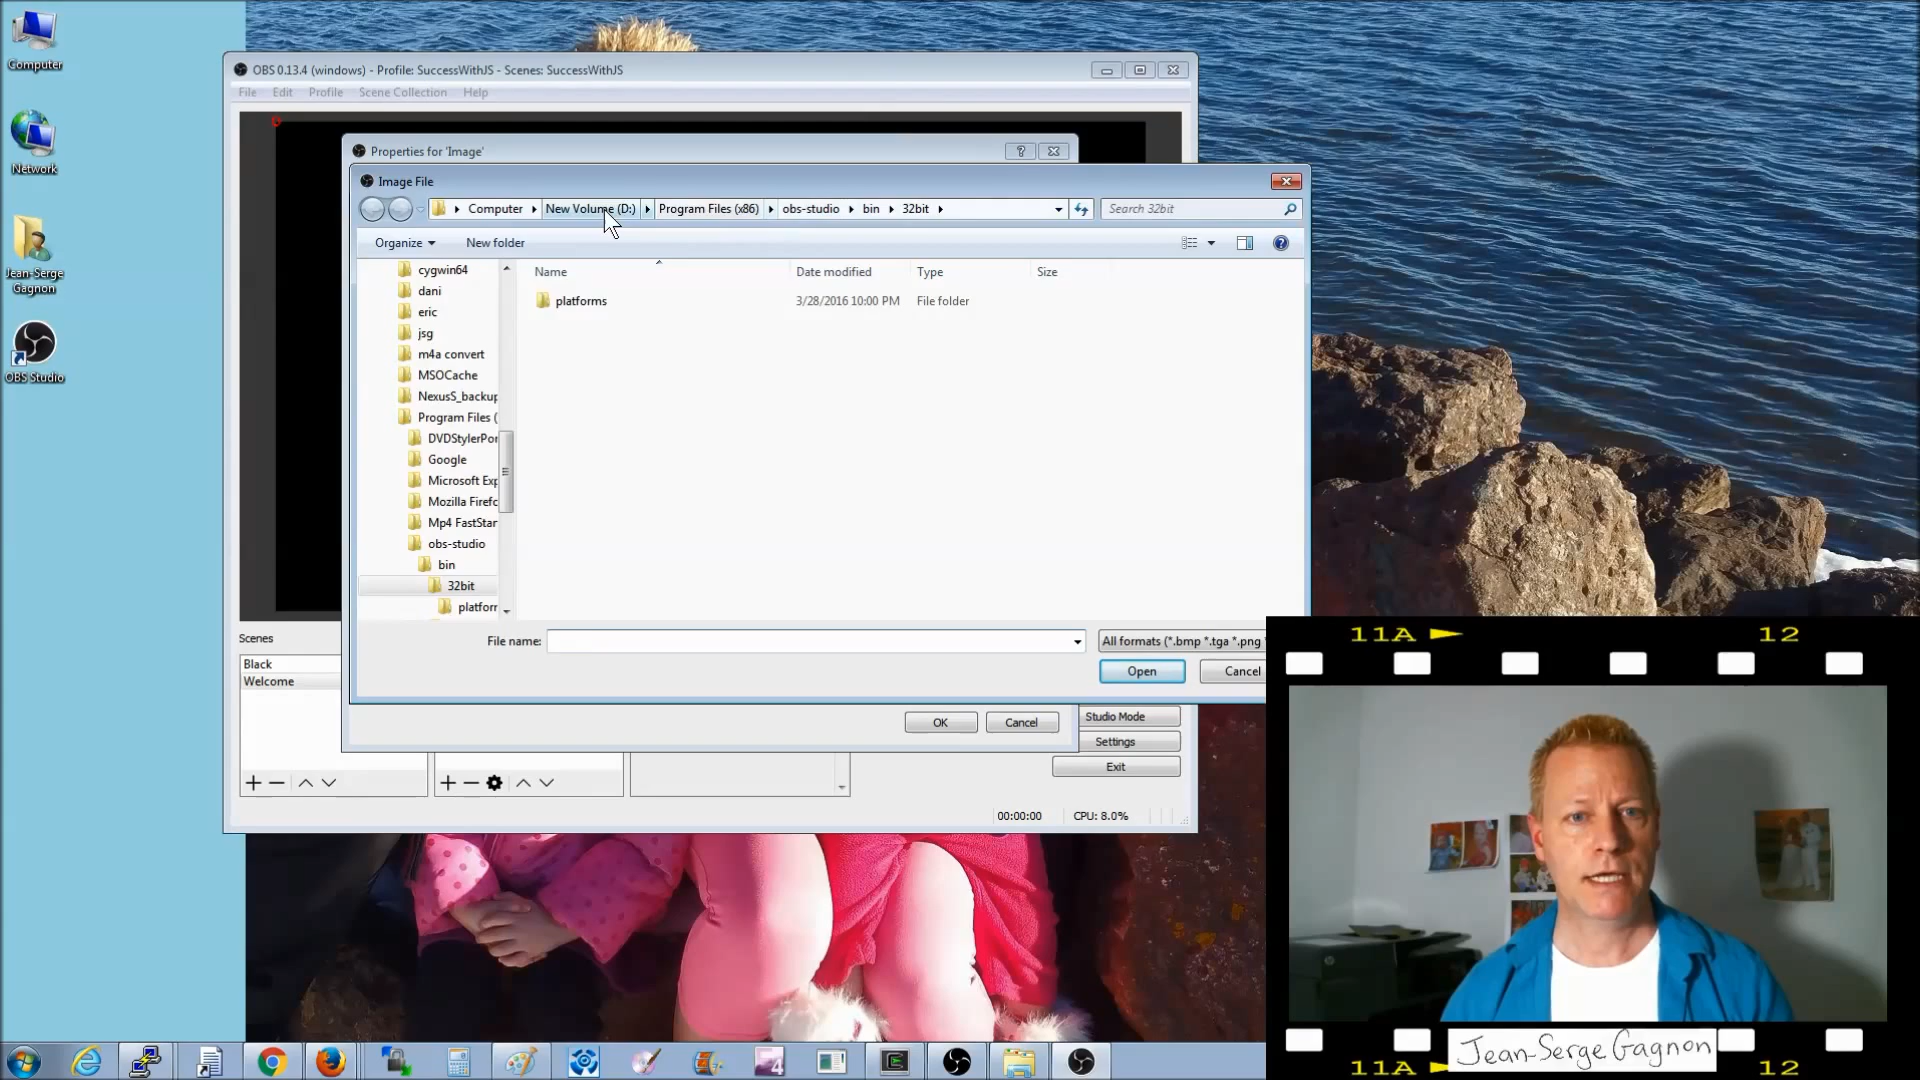 Computer
Network
Jean-Serge
Gagnon
OBS Studio
OBS 0.13.4 (windows) - Profile: SuccessWithJS - Scenes: SuccessWithJS
File Edit Profile Scene Collection Help
Properties for 'Image'
Image File
Computer New Volume (D:) Program Files (x86) obs-studio bin 32bit
Search 32bit
Organize New folder
Name Date modified Type Size
platforms 3/28/2016 10:00 PM File folder
cygwin64
dani
eric
jsg
m4a convert
MSOCache
NexusS_backup
Program Files (
DVDStylerPor
Google
Microsoft Exp
Mozilla Firefo
Mp4 FastStar
obs-studio
bin
32bit
platforr
File name:
All formats (*.bmp *.tga *.png *
Open Cancel
OK Cancel
Scenes
Black
Welcome
Studio Mode
Settings
Exit
00:00:00 CPU: 8.0%
11A 12
Jean-Serge Gagnon
11A 12